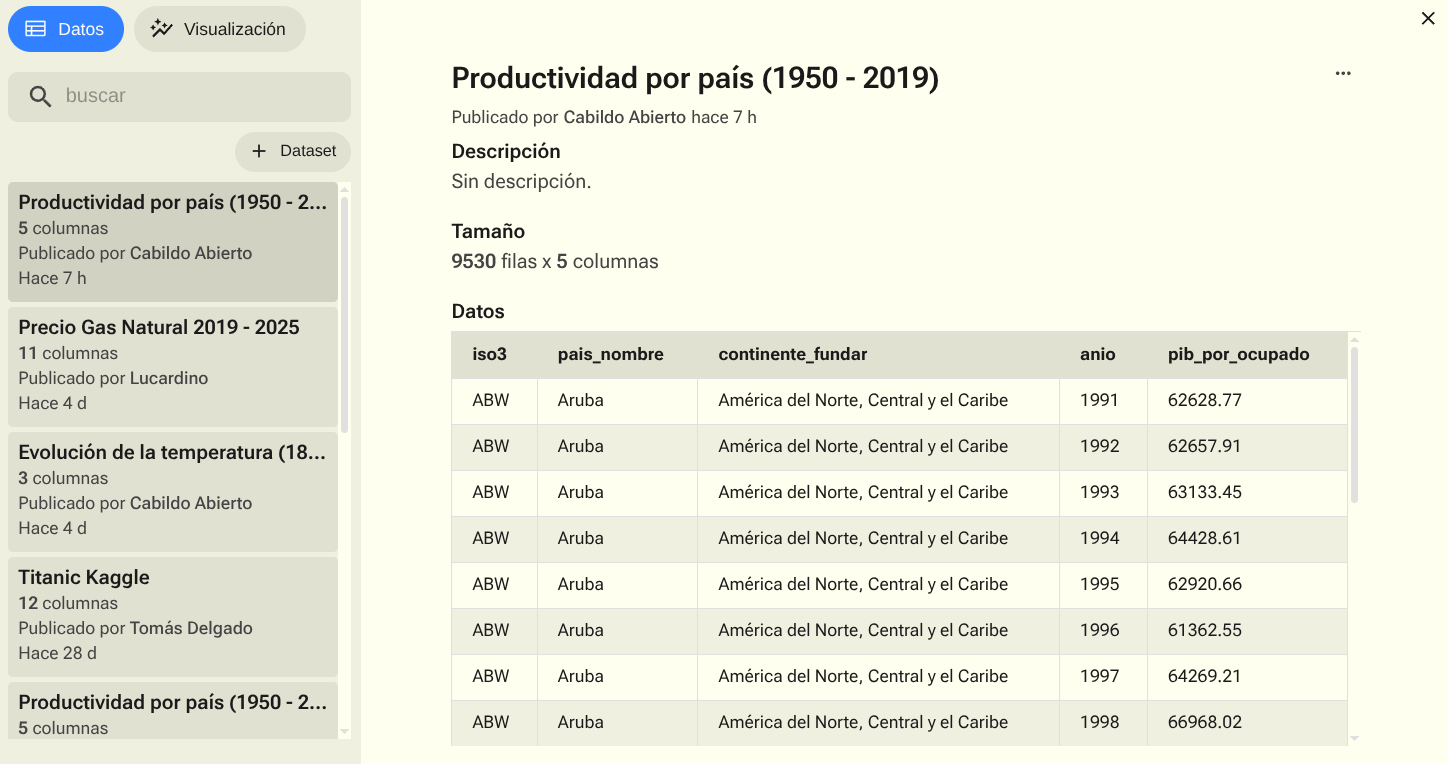 Datos
Visualización
buscar
+ Dataset
Productividad por país (1950 - 2...
5 columnas
Publicado por Cabildo Abierto
Hace 7 h
Precio Gas Natural 2019 - 2025
11 columnas
Publicado por Lucardino
Hace 4 d
Evolución de la temperatura (18...
3 columnas
Publicado por Cabildo Abierto
Hace 4 d
Titanic Kaggle
12 columnas
Publicado por Tomás Delgado
Hace 28 d
Productividad por país (1950 - 2...
5 columnas
Productividad por país (1950 - 2019)
Publicado por Cabildo Abierto hace 7 h
Descripción
Sin descripción.
Tamaño
9530 filas x 5 columnas
Datos
iso3 pais_nombre continente_fundar anio pib_por_ocupado
ABW Aruba América del Norte, Central y el Caribe 1991 62628.77
ABW Aruba América del Norte, Central y el Caribe 1992 62657.91
ABW Aruba América del Norte, Central y el Caribe 1993 63133.45
ABW Aruba América del Norte, Central y el Caribe 1994 64428.61
ABW Aruba América del Norte, Central y el Caribe 1995 62920.66
ABW Aruba América del Norte, Central y el Caribe 1996 61362.55
ABW Aruba América del Norte, Central y el Caribe 1997 64269.21
ABW Aruba América del Norte, Central y el Caribe 1998 66968.02